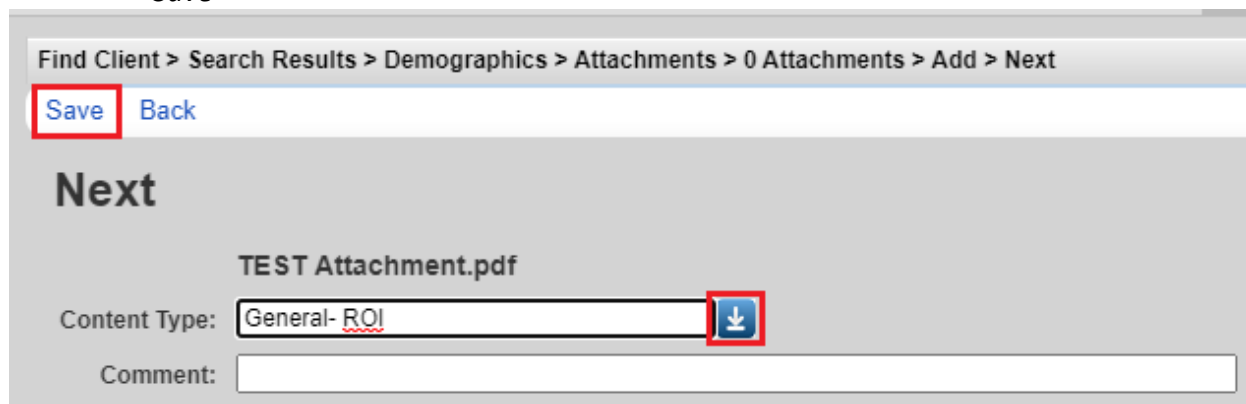 Save
Find Client > Search Results > Demographics > Attachments > 0 Attachments > Add > Next
Save Back
Next
TEST Attachment.pdf
Content Type: General- ROI
Comment: